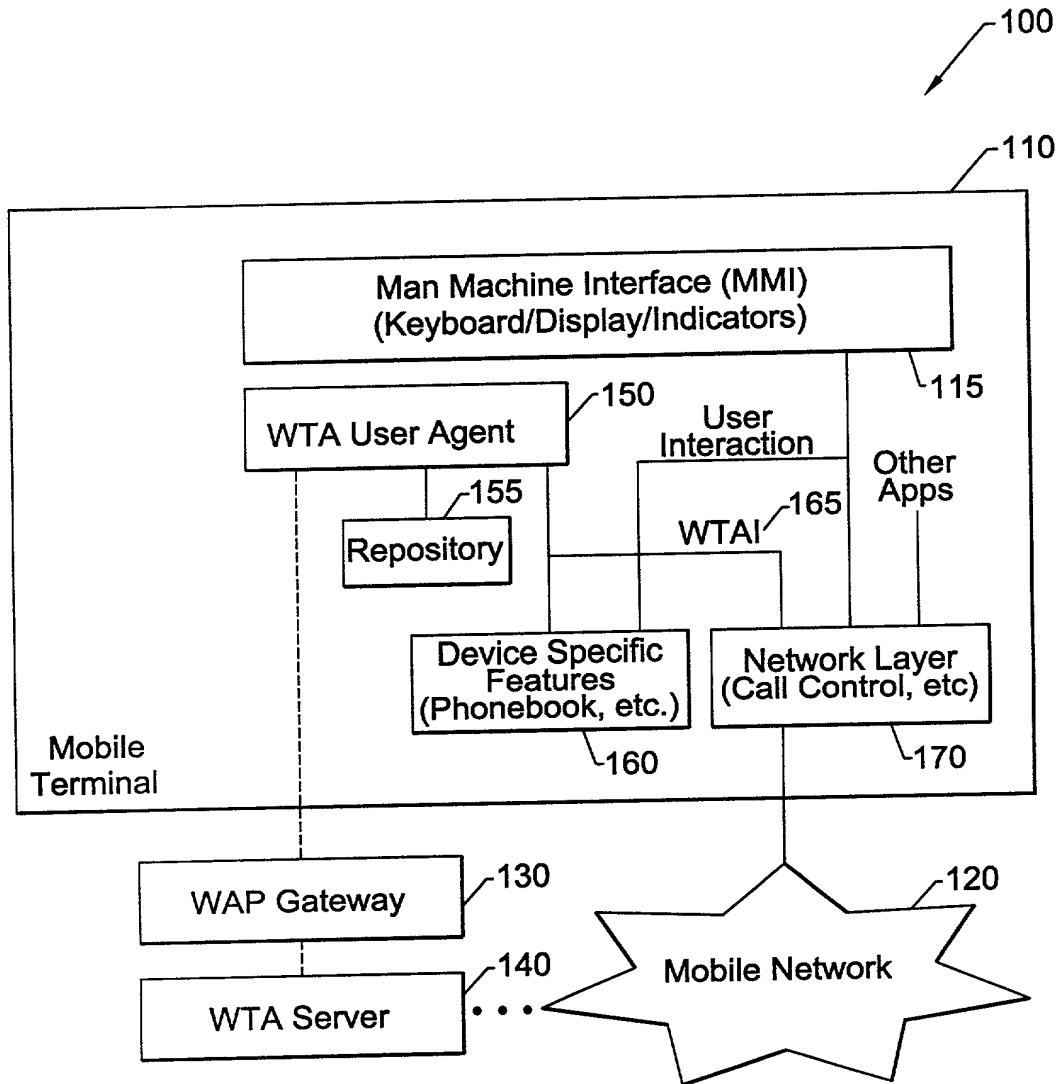 100
110
Man Machine Interface (MMI)
(Keyboard/Display/Indicators)
115
150
WTA User Agent
User
Interaction
Other
Apps
155
Repository
WTAI
165
Device Specific
Features
(Phonebook, etc.)
160
Network Layer
(Call Control, etc)
170
Mobile
Terminal
WAP Gateway
130
120
Mobile Network
WTA Server
140